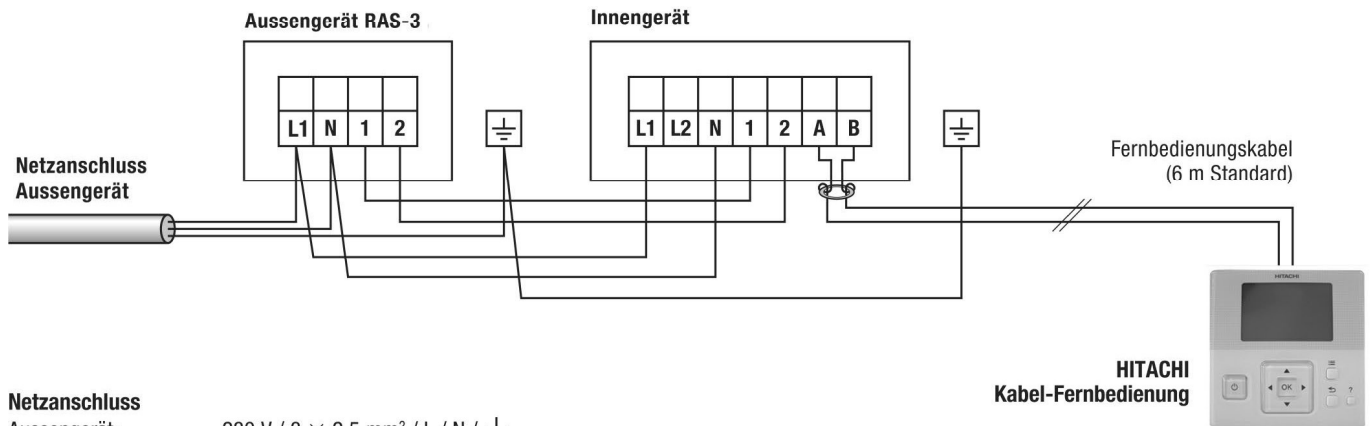 Aussengerät RAS-3
Innengerät
L1 N 1 2
L1 L2 N 1 2 A B
Netzanschluss
Aussengerät
Fernbedienungskabel
(6 m Standard)
HITACHI
OK
?
HITACHI
Kabel-Fernbedienung
Netzanschluss